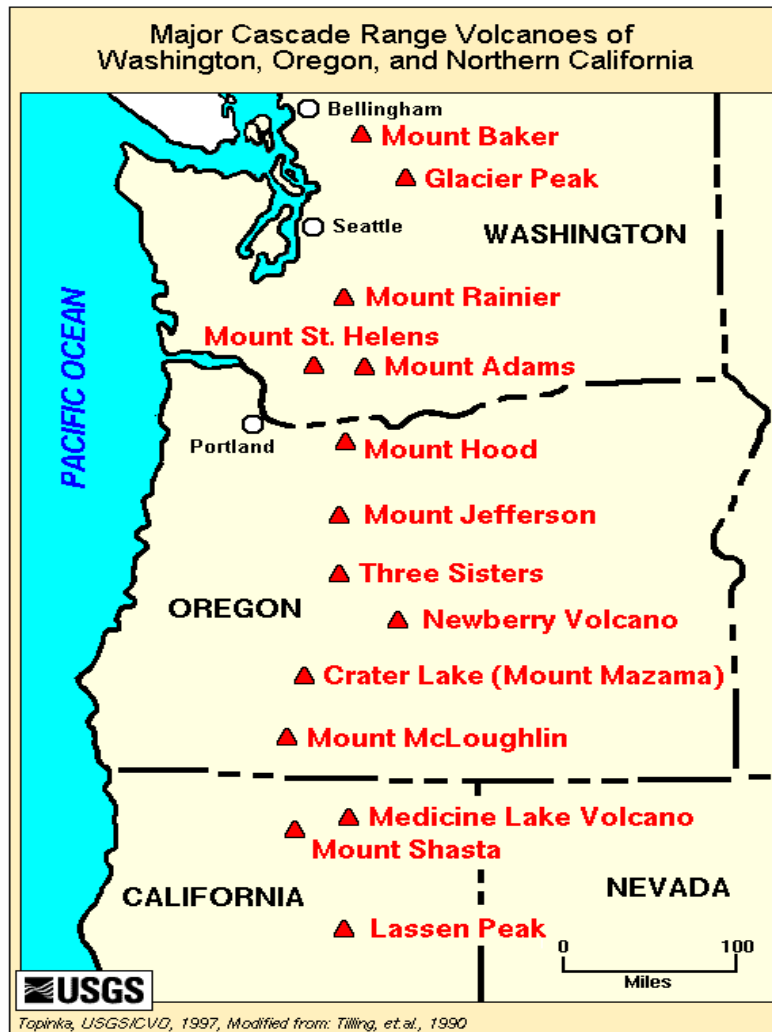 Major Cascade Range Volcanoes of
Washington, Oregon, and Northern California
Bellingham
Mount Baker
Glacier Peak
Seattle
WASHINGTON
Mount Rainier
Mount St. Helens
Mount Adams
PACIFIC OCEAN
Portland
Mount Hood
Mount Jefferson
Three Sisters
OREGON
Newberry Volcano
Crater Lake (Mount Mazama)
Mount McLoughlin
Medicine Lake Volcano
Mount Shasta
CALIFORNIA
NEVADA
Lassen Peak
0 100
Miles
USGS
Topinka, USGS/CVO, 1997, Modified from: Tilling, et.al., 1990